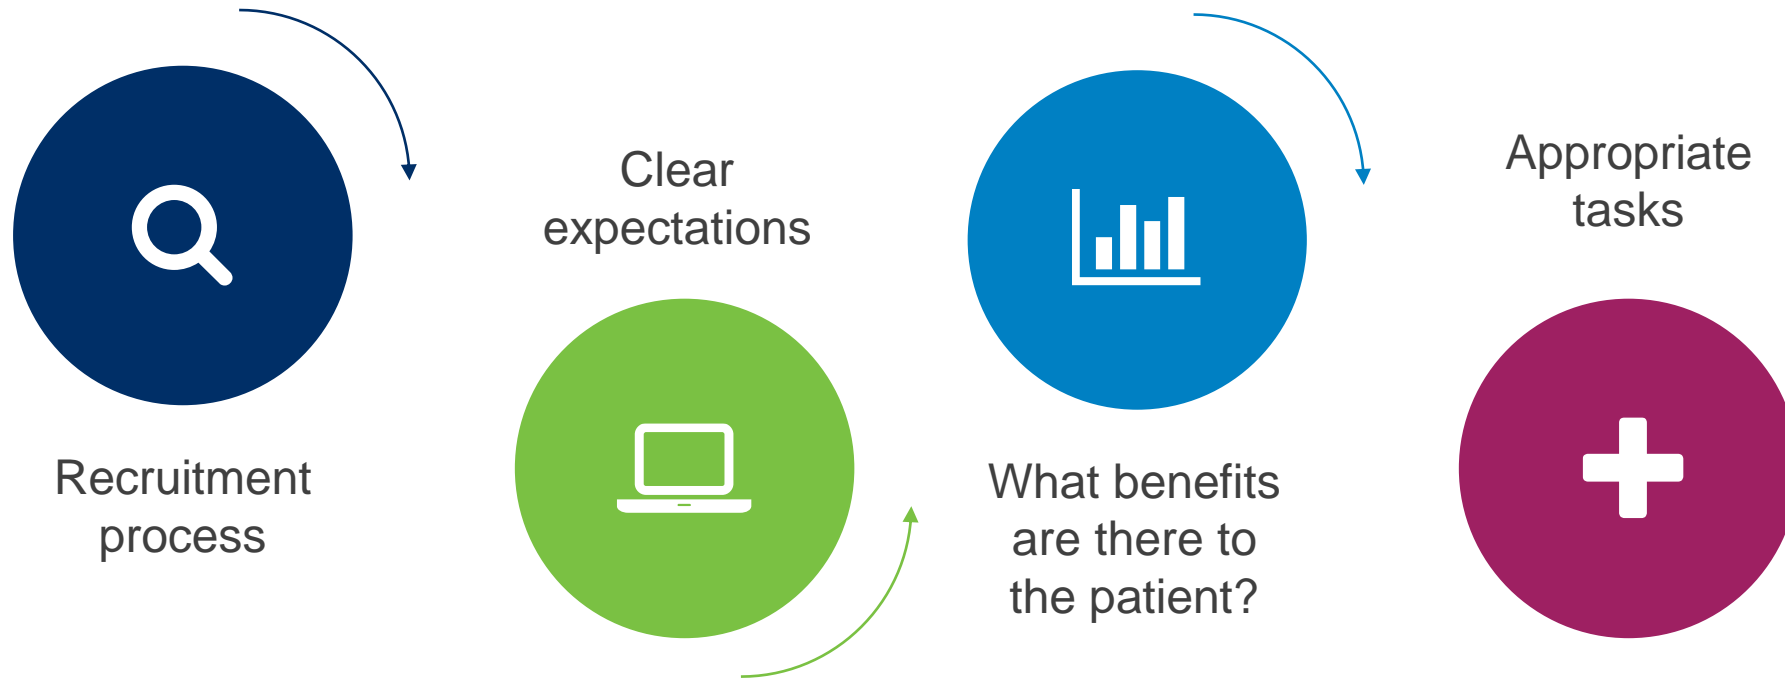 Recruitment
process
Clear
expectations
What benefits
are there to
the patient?
Appropriate
tasks